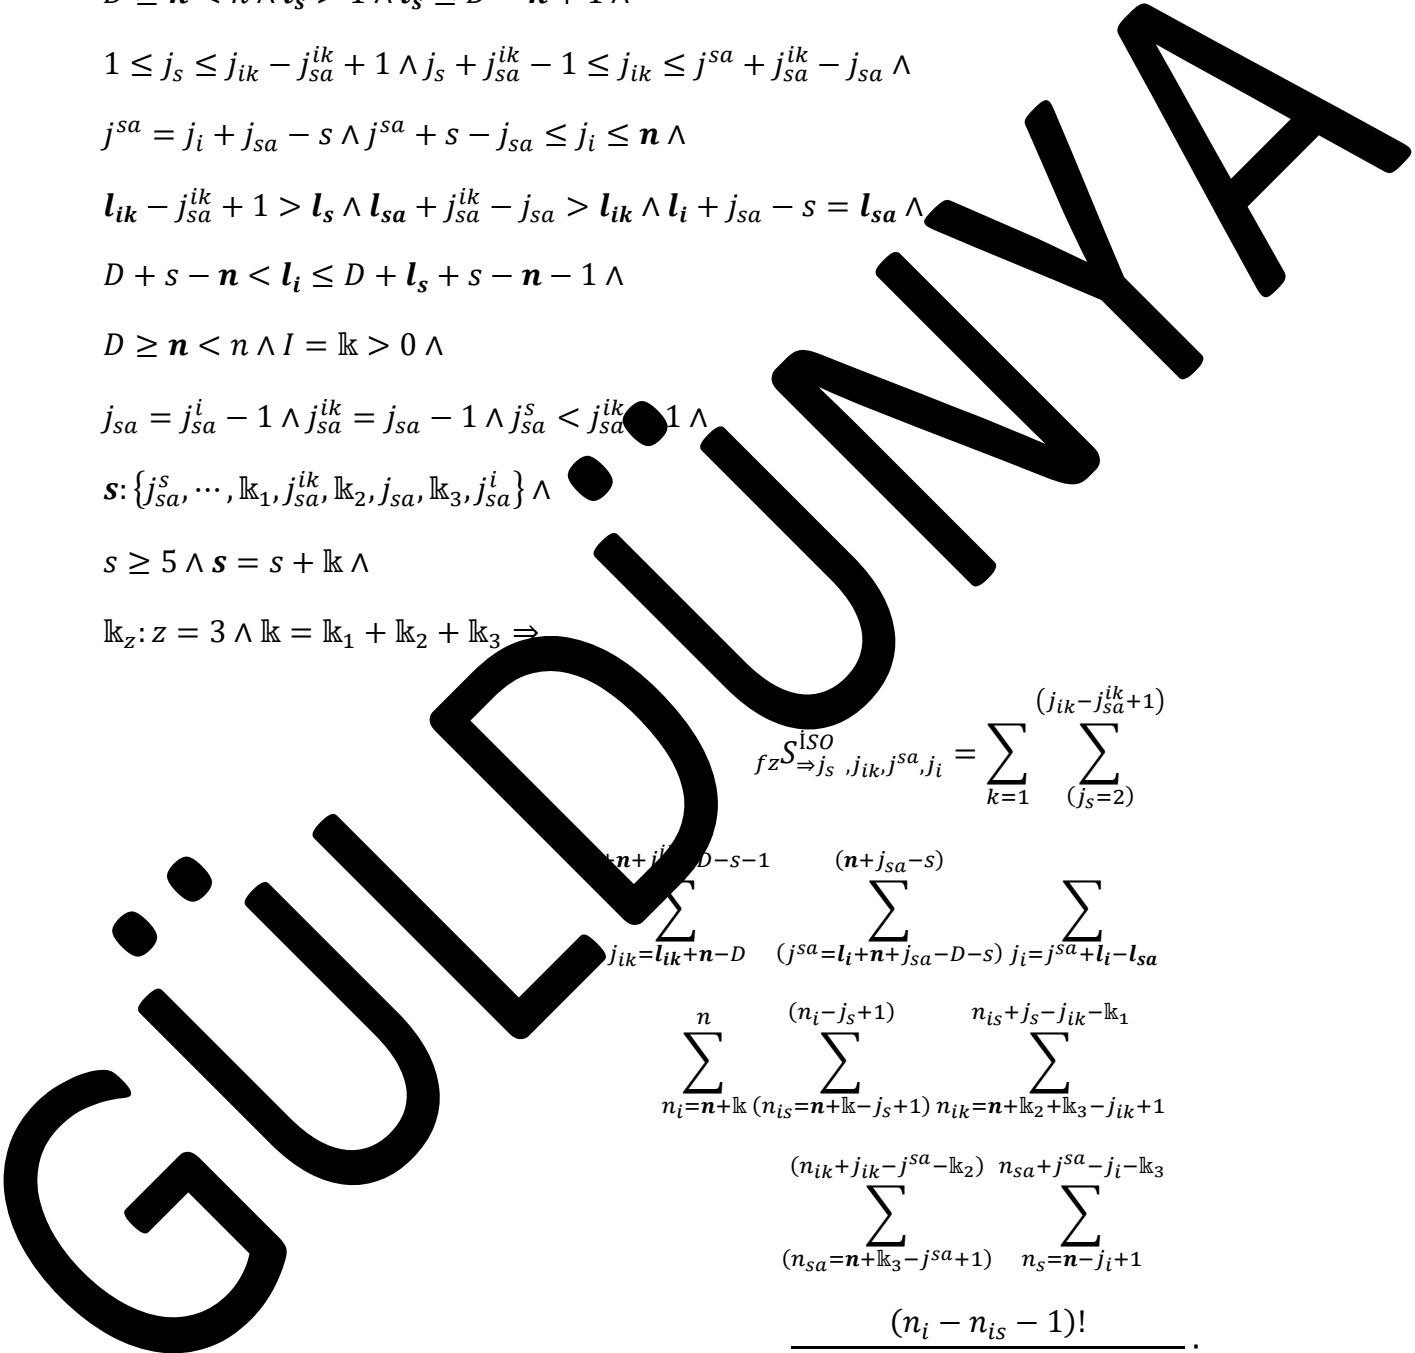 1 ≤ j_s ≤ j_{ik} − j_{sa}^{ik} + 1 ∧ j_s + j_{sa}^{ik} − 1 ≤ j_{ik} ≤ j^{sa} + j_{sa}^{ik} − j_{sa} ∧
j^{sa} = j_i + j_{sa} − s ∧ j^{sa} + s − j_{sa} ≤ j_i ≤ n ∧
l_{ik} − j_{sa}^{ik} + 1 > l_s ∧ l_{sa} + j_{sa}^{ik} − j_{sa} > l_{ik} ∧ l_i + j_{sa} − s = l_{sa} ∧
D + s − n < l_i ≤ D + l_s + s − n − 1 ∧
D ≥ n < n ∧ I = 𝕜 > 0 ∧
j_{sa} = j_{sa}^{i} − 1 ∧ j_{sa}^{ik} = j_{sa} − 1 ∧ j_{sa}^{s} < j_{sa}^{ik} 1 ∧
s: {j_{sa}^{s}, ⋯ , 𝕜_1, j_{sa}^{ik}, 𝕜_2, j_{sa}, 𝕜_3, j_{sa}^{i}} ∧
s ≥ 5 ∧ s = s + 𝕜 ∧
𝕜_z: z = 3 ∧ 𝕜 = 𝕜_1 + 𝕜_2 + 𝕜_3 ⇒
(j_{ik}−j_{sa}^{ik}+1)
_{fz}S_{⇒j_s ,j_{ik},j^{sa},j_i}^{İSO} = ∑ ∑
k=1 (j_s=2)
+n+j D−s−1 (n+j_{sa}−s)
∑ ∑ ∑
j_{ik}=l_{ik}+n−D (j^{sa}=l_i+n+j_{sa}−D−s) j_i=j^{sa}+l_i−l_{sa}
n (n_i−j_s+1) n_{is}+j_s−j_{ik}−𝕜_1
∑ ∑ ∑
n_i=n+𝕜 (n_{is}=n+𝕜−j_s+1) n_{ik}=n+𝕜_2+𝕜_3−j_{ik}+1
(n_{ik}+j_{ik}−j^{sa}−𝕜_2) n_{sa}+j^{sa}−j_i−𝕜_3
∑ ∑
(n_{sa}=n+𝕜_3−j^{sa}+1) n_s=n−j_i+1
(n_i − n_{is} − 1)!
.
GÜLDÜNYA